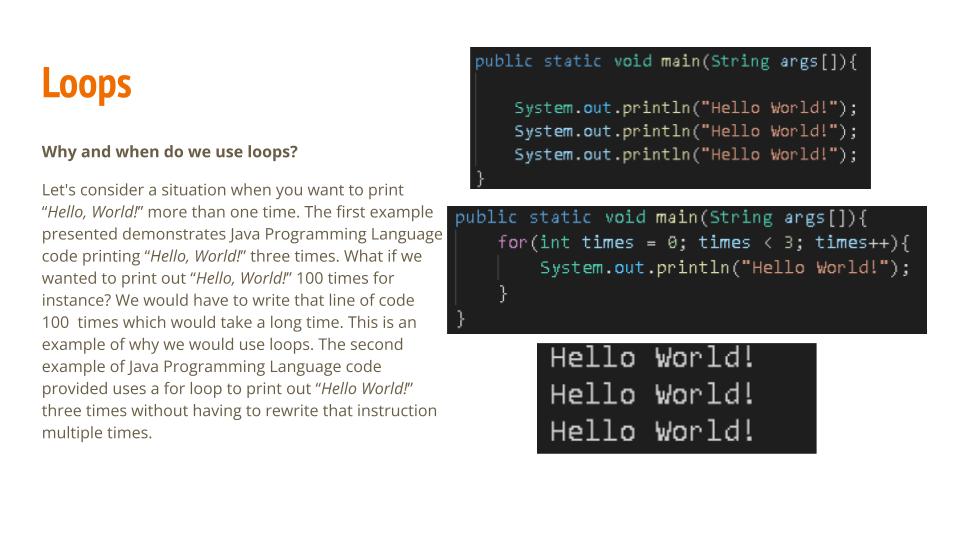 Loops
Why and when do we use loops?
Let's consider a situation when you want to print
“Hello, World!” more than one time. The first example
presented demonstrates Java Programming Language
code printing “Hello, World!” three times. What if we
wanted to print out “Hello, World!” 100 times for
instance? We would have to write that line of code
100  times which would take a long time. This is an
example of why we would use loops. The second
example of Java Programming Language code
provided uses a for loop to print out “Hello World!”
three times without having to rewrite that instruction
multiple times.
public static void main(String args[]){
System.out.println("Hello World!");
System.out.println("Hello World!");
System.out.println("Hello World!");
}
public static void main(String args[]){
for(int times = 0; times < 3; times++){
System.out.println("Hello World!");
}
}
Hello World!
Hello World!
Hello World!